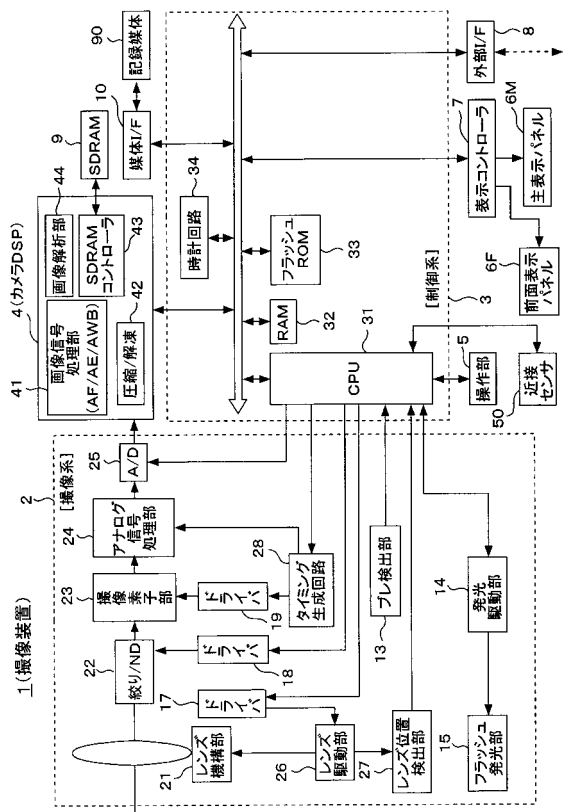 1(撮像装置)
2
[撮像系]
21
レンズ
機構部
22
絞り/ND
23
撮像
素子部
24
アナログ
信号
処理部
25
A/D
17
ドライバ
18
ドライバ
19
ドライバ
28
タイミング
生成回路
26
レンズ
駆動部
27
レンズ位置
検出部
13
ブレ検出部
14
発光
駆動部
15
フラッシュ
発光部
4(カメラDSP)
41
画像信号
処理部
(AF/AE/AWB)
44
画像解析部
42
圧縮/解凍
43
SDRAM
コントローラ
9
SDRAM
10
媒体I/F
90
記録媒体
34
時計回路
31
CPU
32
RAM
33
フラッシュ
ROM
[制御系]
3
5
操作部
50
近接
センサ
7
表示コントローラ
6F
前面表示
パネル
6M
主表示パネル
8
外部I/F